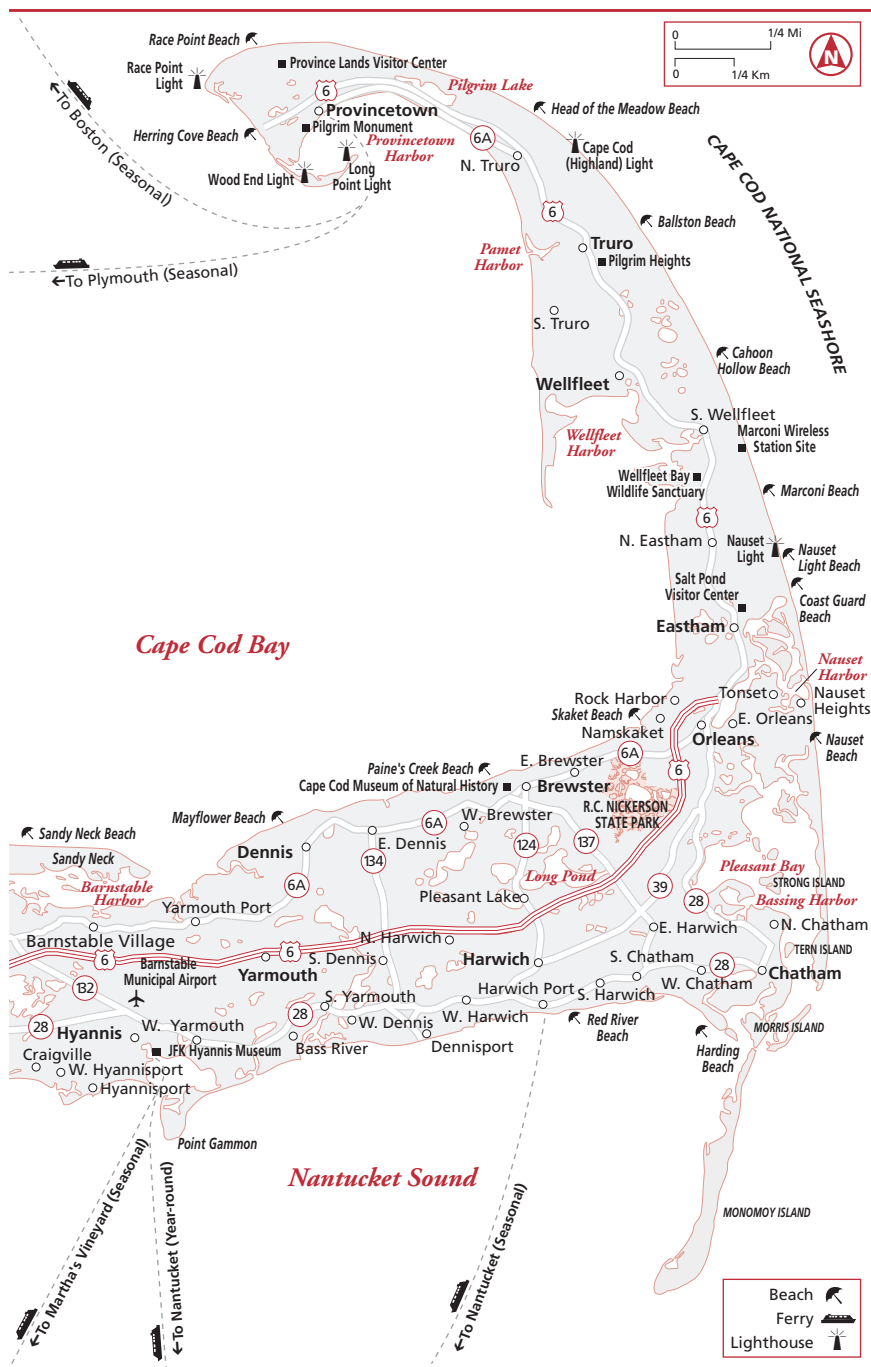 0
1/4 Mi
0
1/4 Km
N
Race Point Beach
Race Point
Light
Province Lands Visitor Center
6
Provincetown
Pilgrim Monument
Herring Cove Beach
Provincetown
Harbor
Pilgrim Lake
Wood End Light
Long
Point Light
←To Boston (Seasonal)
←To Plymouth (Seasonal)
6A
N. Truro
Head of the Meadow Beach
Cape Cod
(Highland) Light
CAPE COD NATIONAL SEASHORE
6
Ballston Beach
Truro
Pilgrim Heights
Pamet
Harbor
S. Truro
Cahoon
Hollow Beach
Wellfleet
S. Wellfleet
Marconi Wireless
Station Site
Wellfleet
Harbor
Wellfleet Bay
Wildlife Sanctuary
Marconi Beach
6
N. Eastham
Nauset
Light
Nauset
Light Beach
Salt Pond
Visitor Center
Coast Guard
Beach
Eastham
Cape Cod Bay
Nauset
Harbor
Tonset
Nauset
Heights
Rock Harbor
Skaket Beach
Namskaket
E. Orleans
Orleans
Nauset
Beach
6A
E. Brewster
6
Paine's Creek Beach
Cape Cod Museum of Natural History
Brewster
R.C. NICKERSON
STATE PARK
Mayflower Beach
6A
W. Brewster
Sandy Neck Beach
Sandy Neck
Dennis
E. Dennis
134
124
137
Long Pond
39
Pleasant Bay
STRONG ISLAND
Bassing Harbor
28
Barnstable
Harbor
6A
Pleasant Lake
Yarmouth Port
Barnstable Village
N. Harwich
E. Harwich
N. Chatham
TERN ISLAND
6
6
Barnstable
Municipal Airport
Yarmouth
S. Dennis
Harwich
S. Chatham
28
Chatham
W. Chatham
132
S. Yarmouth
Harwich Port
S. Harwich
28
Hyannis
W. Yarmouth
28
W. Dennis
W. Harwich
Red River
Beach
MORRIS ISLAND
Craigville
JFK Hyannis Museum
Bass River
Dennisport
Harding
Beach
W. Hyannisport
Hyannisport
Point Gammon
Nantucket Sound
←To Martha's Vineyard (Seasonal)
←To Nantucket (Year-round)
←To Nantucket (Seasonal)
MONOMOY ISLAND
Beach
Ferry
Lighthouse